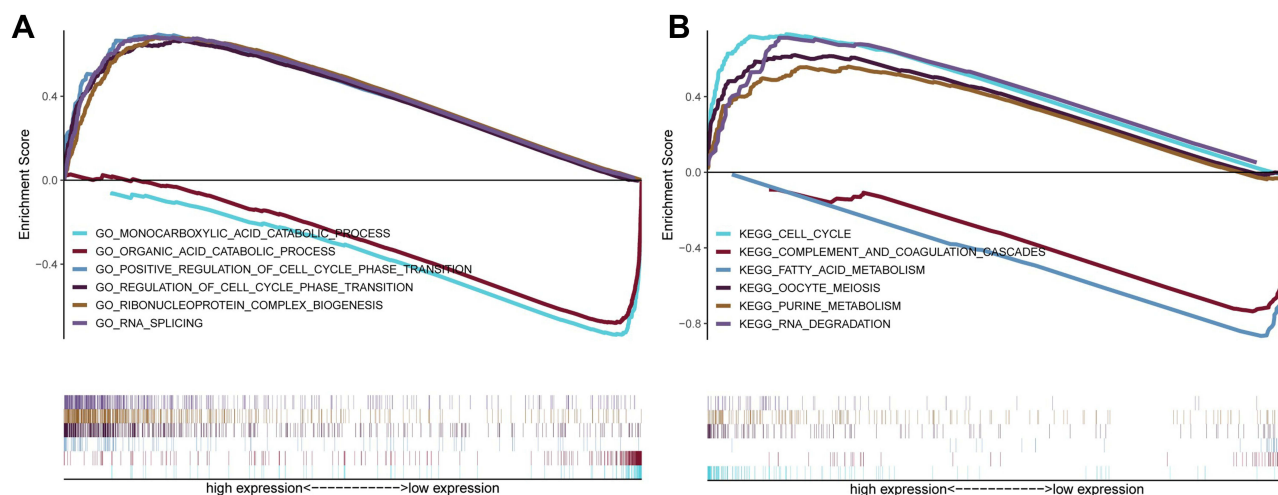 A
Enrichment Score
0.4
0.0
−0.4
GO_MONOCARBOXYLIC_ACID_CATABOLIC_PROCESS
GO_ORGANIC_ACID_CATABOLIC_PROCESS
GO_POSITIVE_REGULATION_OF_CELL_CYCLE_PHASE_TRANSITION
GO_REGULATION_OF_CELL_CYCLE_PHASE_TRANSITION
GO_RIBONUCLEOPROTEIN_COMPLEX_BIOGENESIS
GO_RNA_SPLICING
high expression<------------>low expression
B
Enrichment Score
0.4
0.0
−0.4
−0.8
KEGG_CELL_CYCLE
KEGG_COMPLEMENT_AND_COAGULATION_CASCADES
KEGG_FATTY_ACID_METABOLISM
KEGG_OOCYTE_MEIOSIS
KEGG_PURINE_METABOLISM
KEGG_RNA_DEGRADATION
high expression<------------>low expression